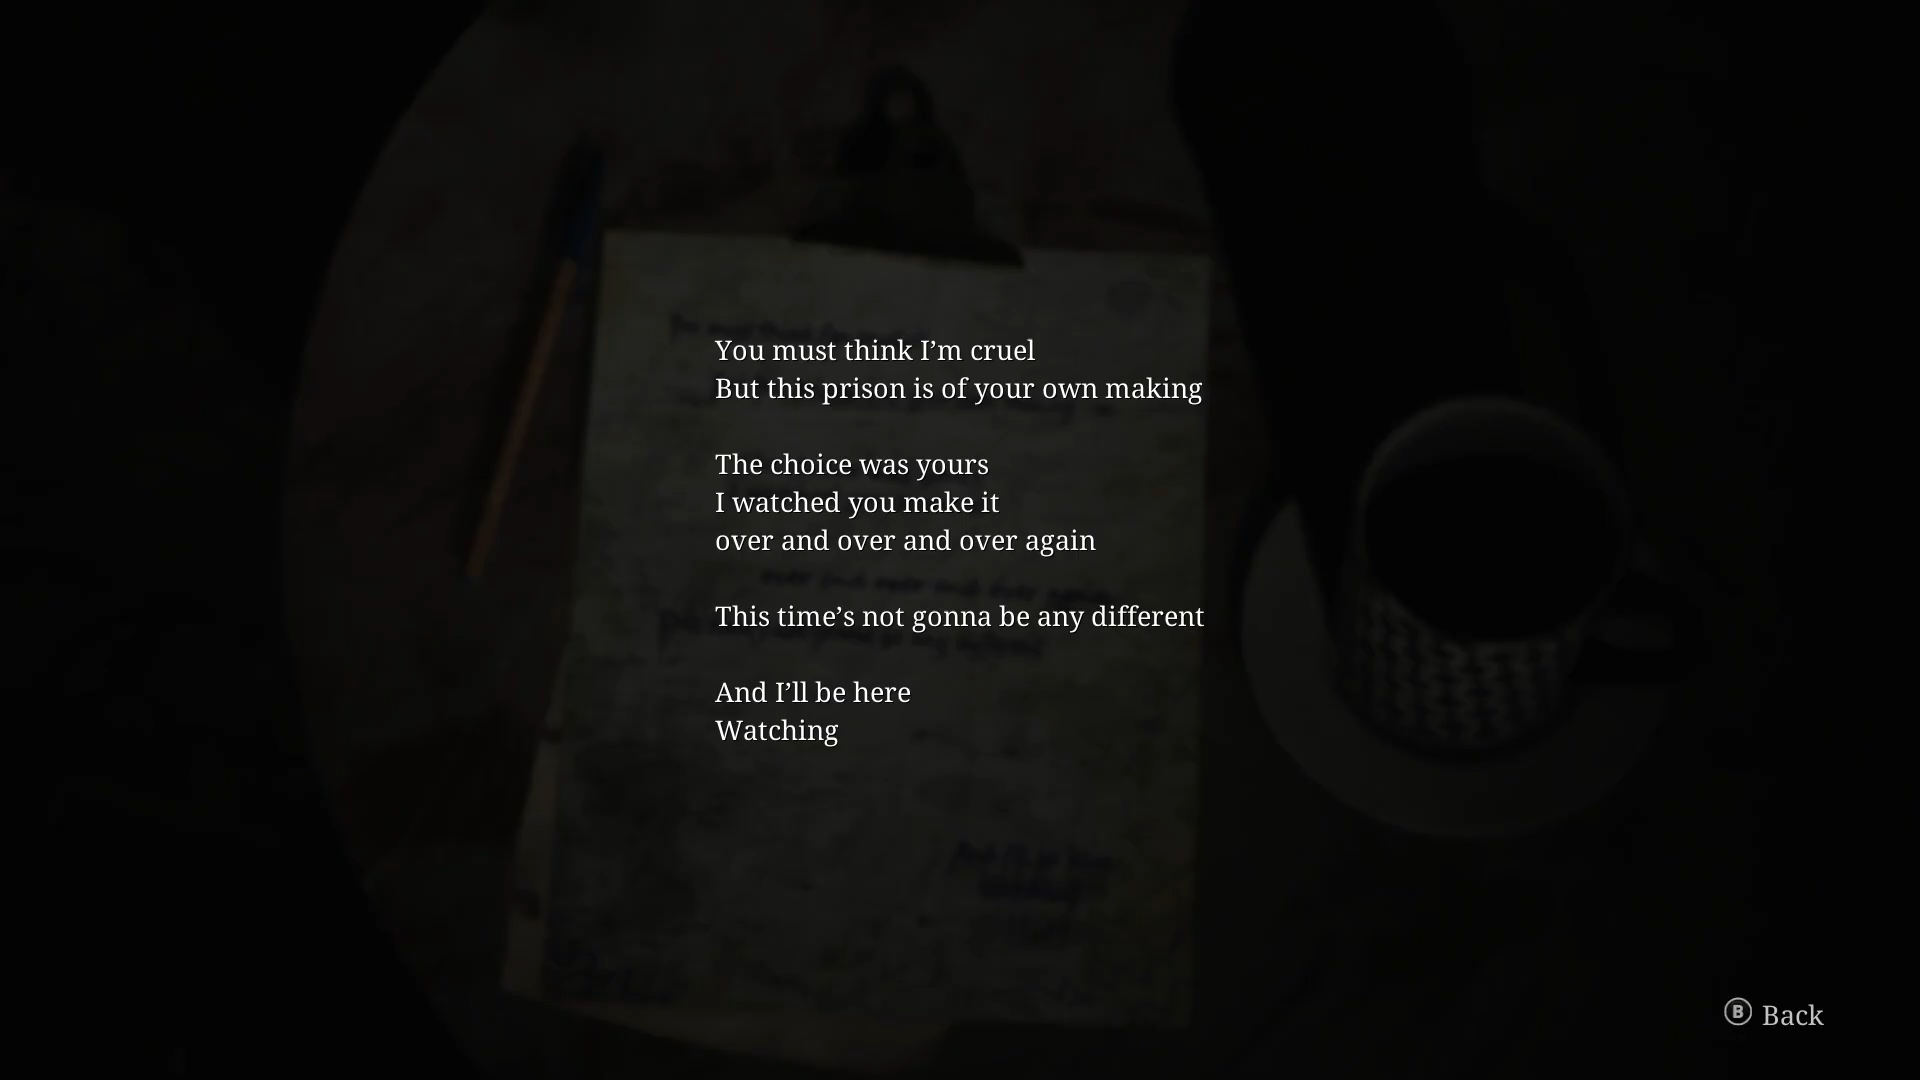 You must think I’m cruel
But this prison is of your own making
The choice was yours
I watched you make it
over and over and over again
This time’s not gonna be any different
And I’ll be here
Watching
B Back